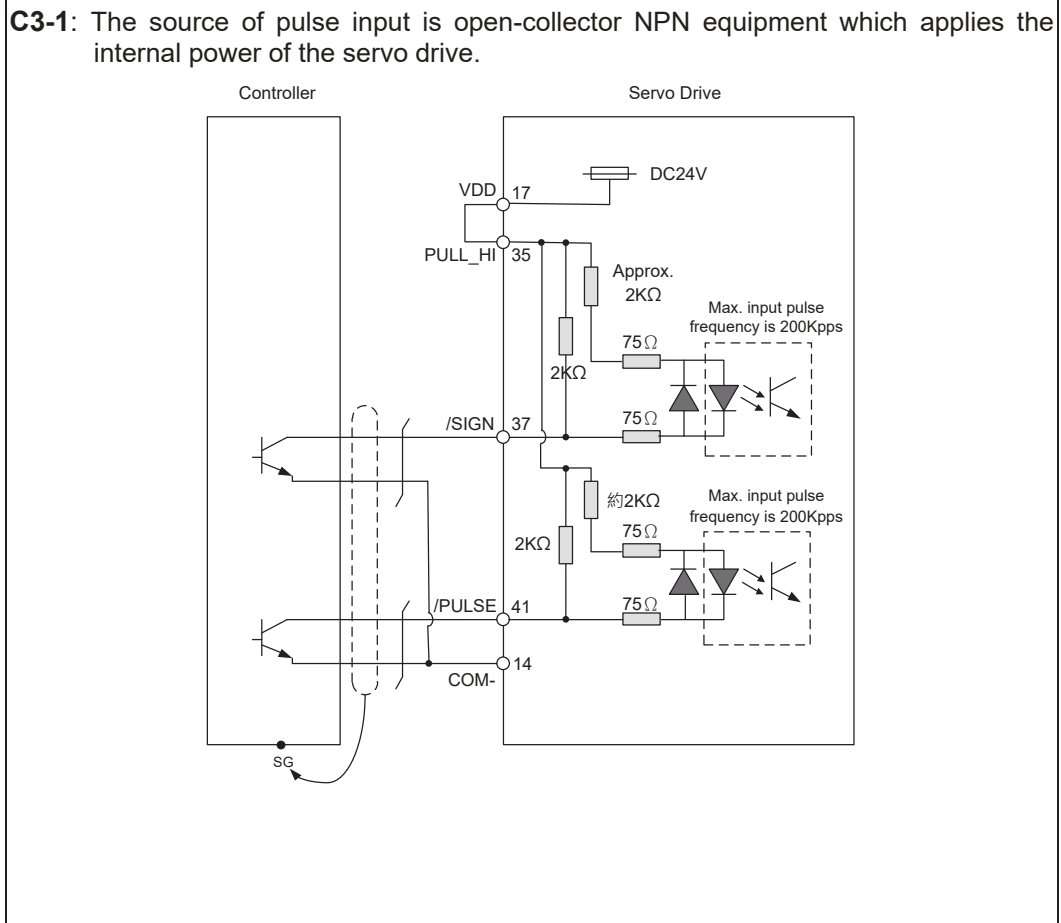 C3-1: The source of pulse input is open-collector NPN equipment which applies the
internal power of the servo drive.
Controller
Servo Drive
DC24V
VDD
17
PULL_HI
35
Approx.
2KΩ
Max. input pulse
frequency is 200Kpps
75Ω
2KΩ
75Ω
/SIGN
37
約2KΩ
Max. input pulse
frequency is 200Kpps
75Ω
2KΩ
75Ω
/PULSE
41
14
COM-
SG